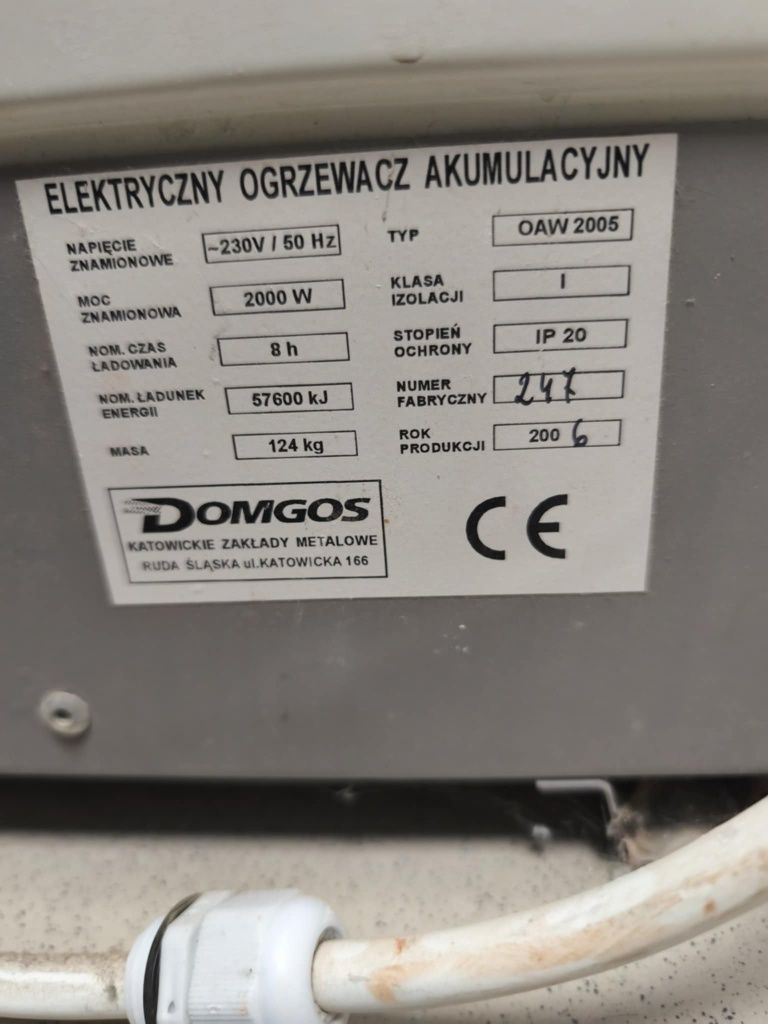 ELEKTRYCZNY OGRZEWACZ AKUMULACYJNY
NAPIĘCIE
ZNAMIONOWE
~230V / 50 Hz
MOC
ZNAMIONOWA
2000 W
NOM. CZAS
ŁADOWANIA
8 h
NOM. ŁADUNEK
ENERGII
57600 kJ
MASA
124 kg
TYP
OAW 2005
KLASA
IZOLACJI
I
STOPIEŃ
OCHRONY
IP 20
NUMER
FABRYCZNY
247
ROK
PRODUKCJI
2006
DOMGOS
KATOWICKIE ZAKŁADY METALOWE
RUDA ŚLĄSKA ul.KATOWICKA 166
CE